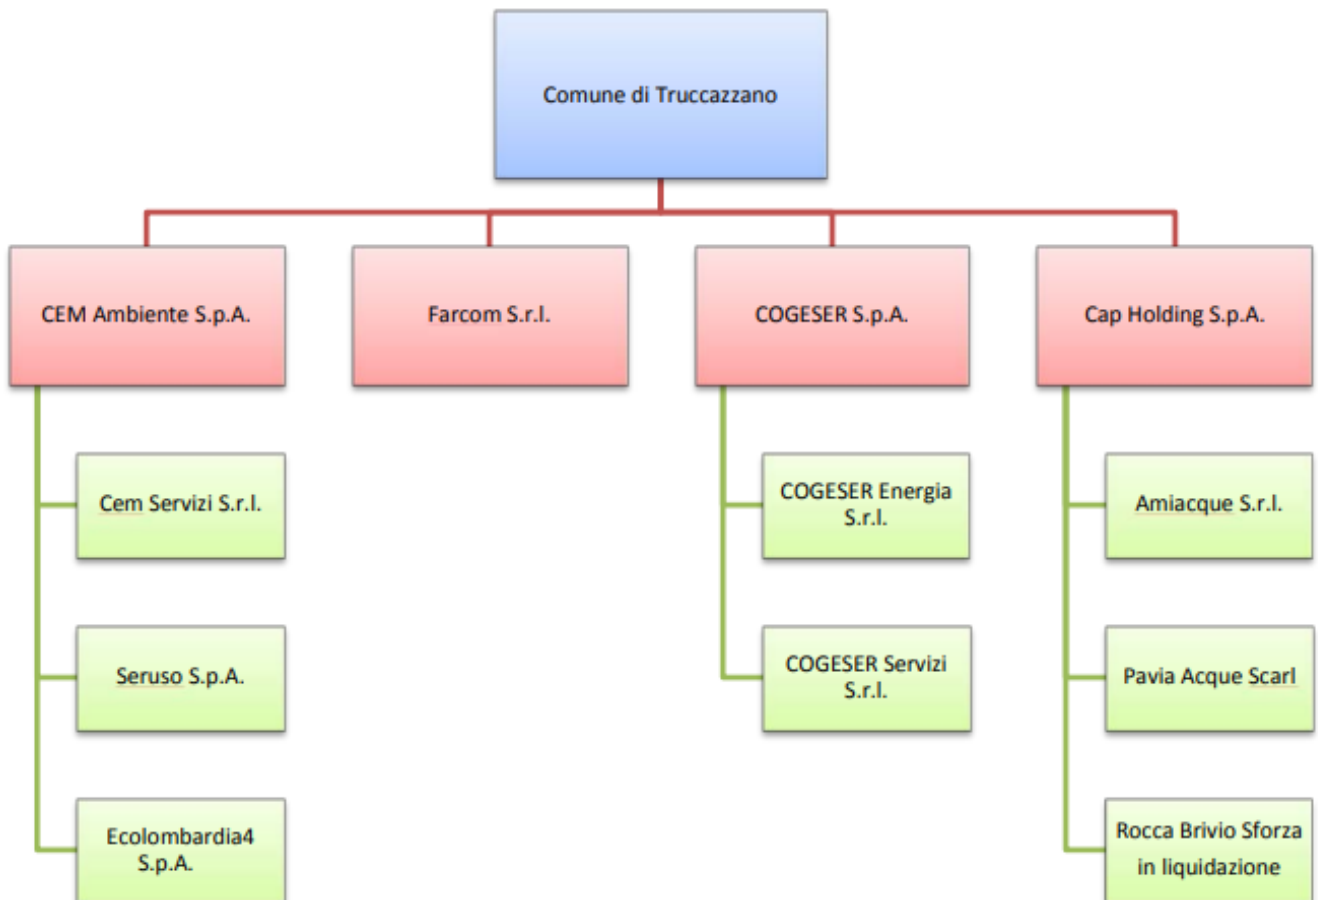 Comune di Truccazzano
CEM Ambiente S.p.A.
Farcom S.r.l.
COGESER S.p.A.
Cap Holding S.p.A.
Cem Servizi S.r.l.
COGESER Energia
S.r.l.
Amiacque S.r.l.
Seruso S.p.A.
COGESER Servizi
S.r.l.
Pavia Acque Scarl
Ecolombardia4
S.p.A.
Rocca Brivio Sforza
in liquidazione